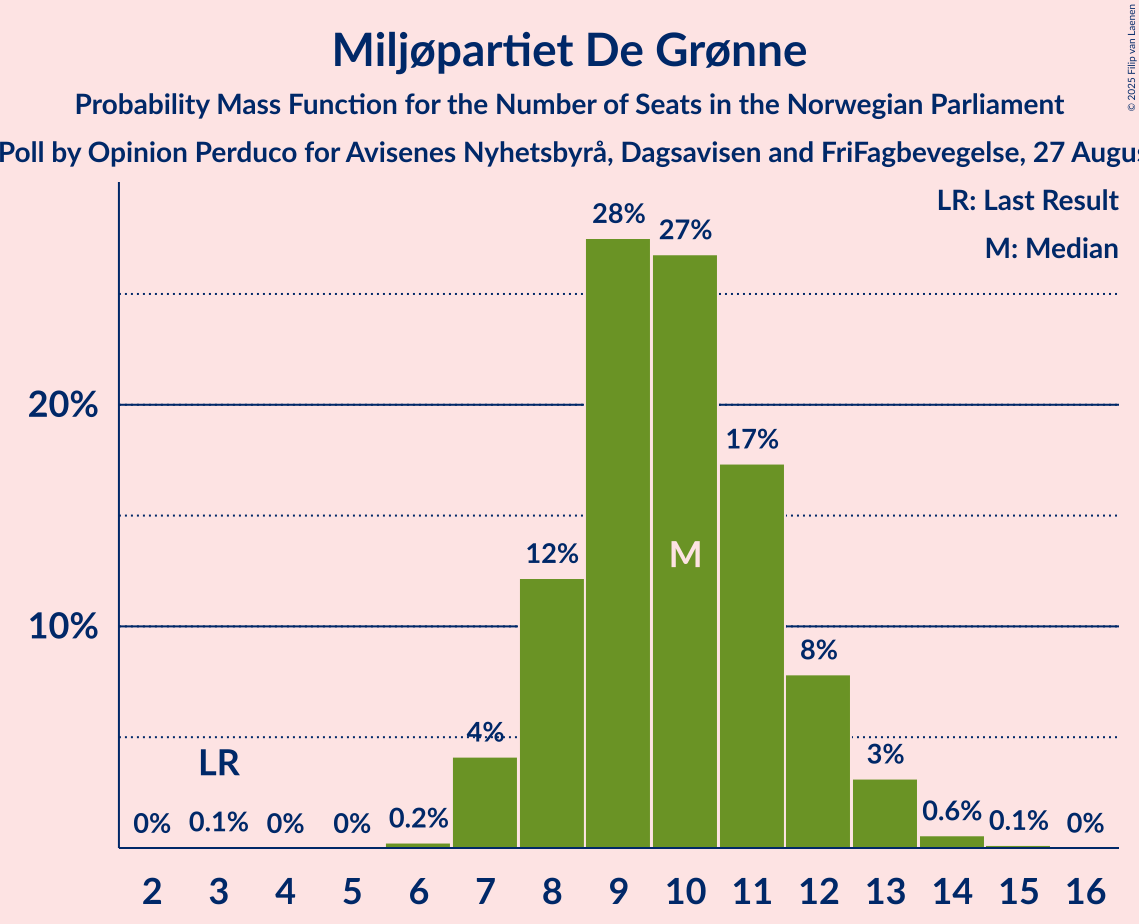 Miljøpartiet De Grønne
Probability Mass Function for the Number of Seats in the Norwegian Parliament
Poll by Opinion Perduco for Avisenes Nyhetsbyrå, Dagsavisen and FriFagbevegelse, 27 Augus
© 2025 Filip van Laenen
LR: Last Result
M: Median
28%
27%
20%
17%
12%
M
10%
8%
4%
3%
LR
0% 0.1% 0% 0% 0.2% 0.6% 0.1% 0%
2 3 4 5 6 7 8 9 10 11 12 13 14 15 16